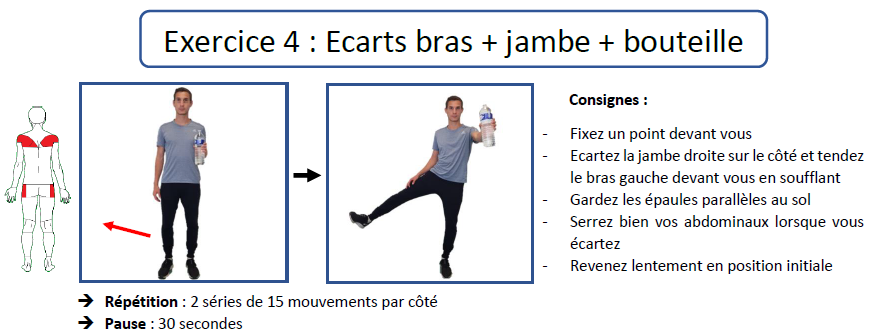 Exercice 4 : Ecarts bras + jambe + bouteille
Consignes :
- Fixez un point devant vous
- Ecartez la jambe droite sur le côté et tendez
le bras gauche devant vous en soufflant
- Gardez les épaules parallèles au sol
- Serrez bien vos abdominaux lorsque vous
écartez
- Revenez lentement en position initiale
➔ Répétition : 2 séries de 15 mouvements par côté
➔ Pause : 30 secondes